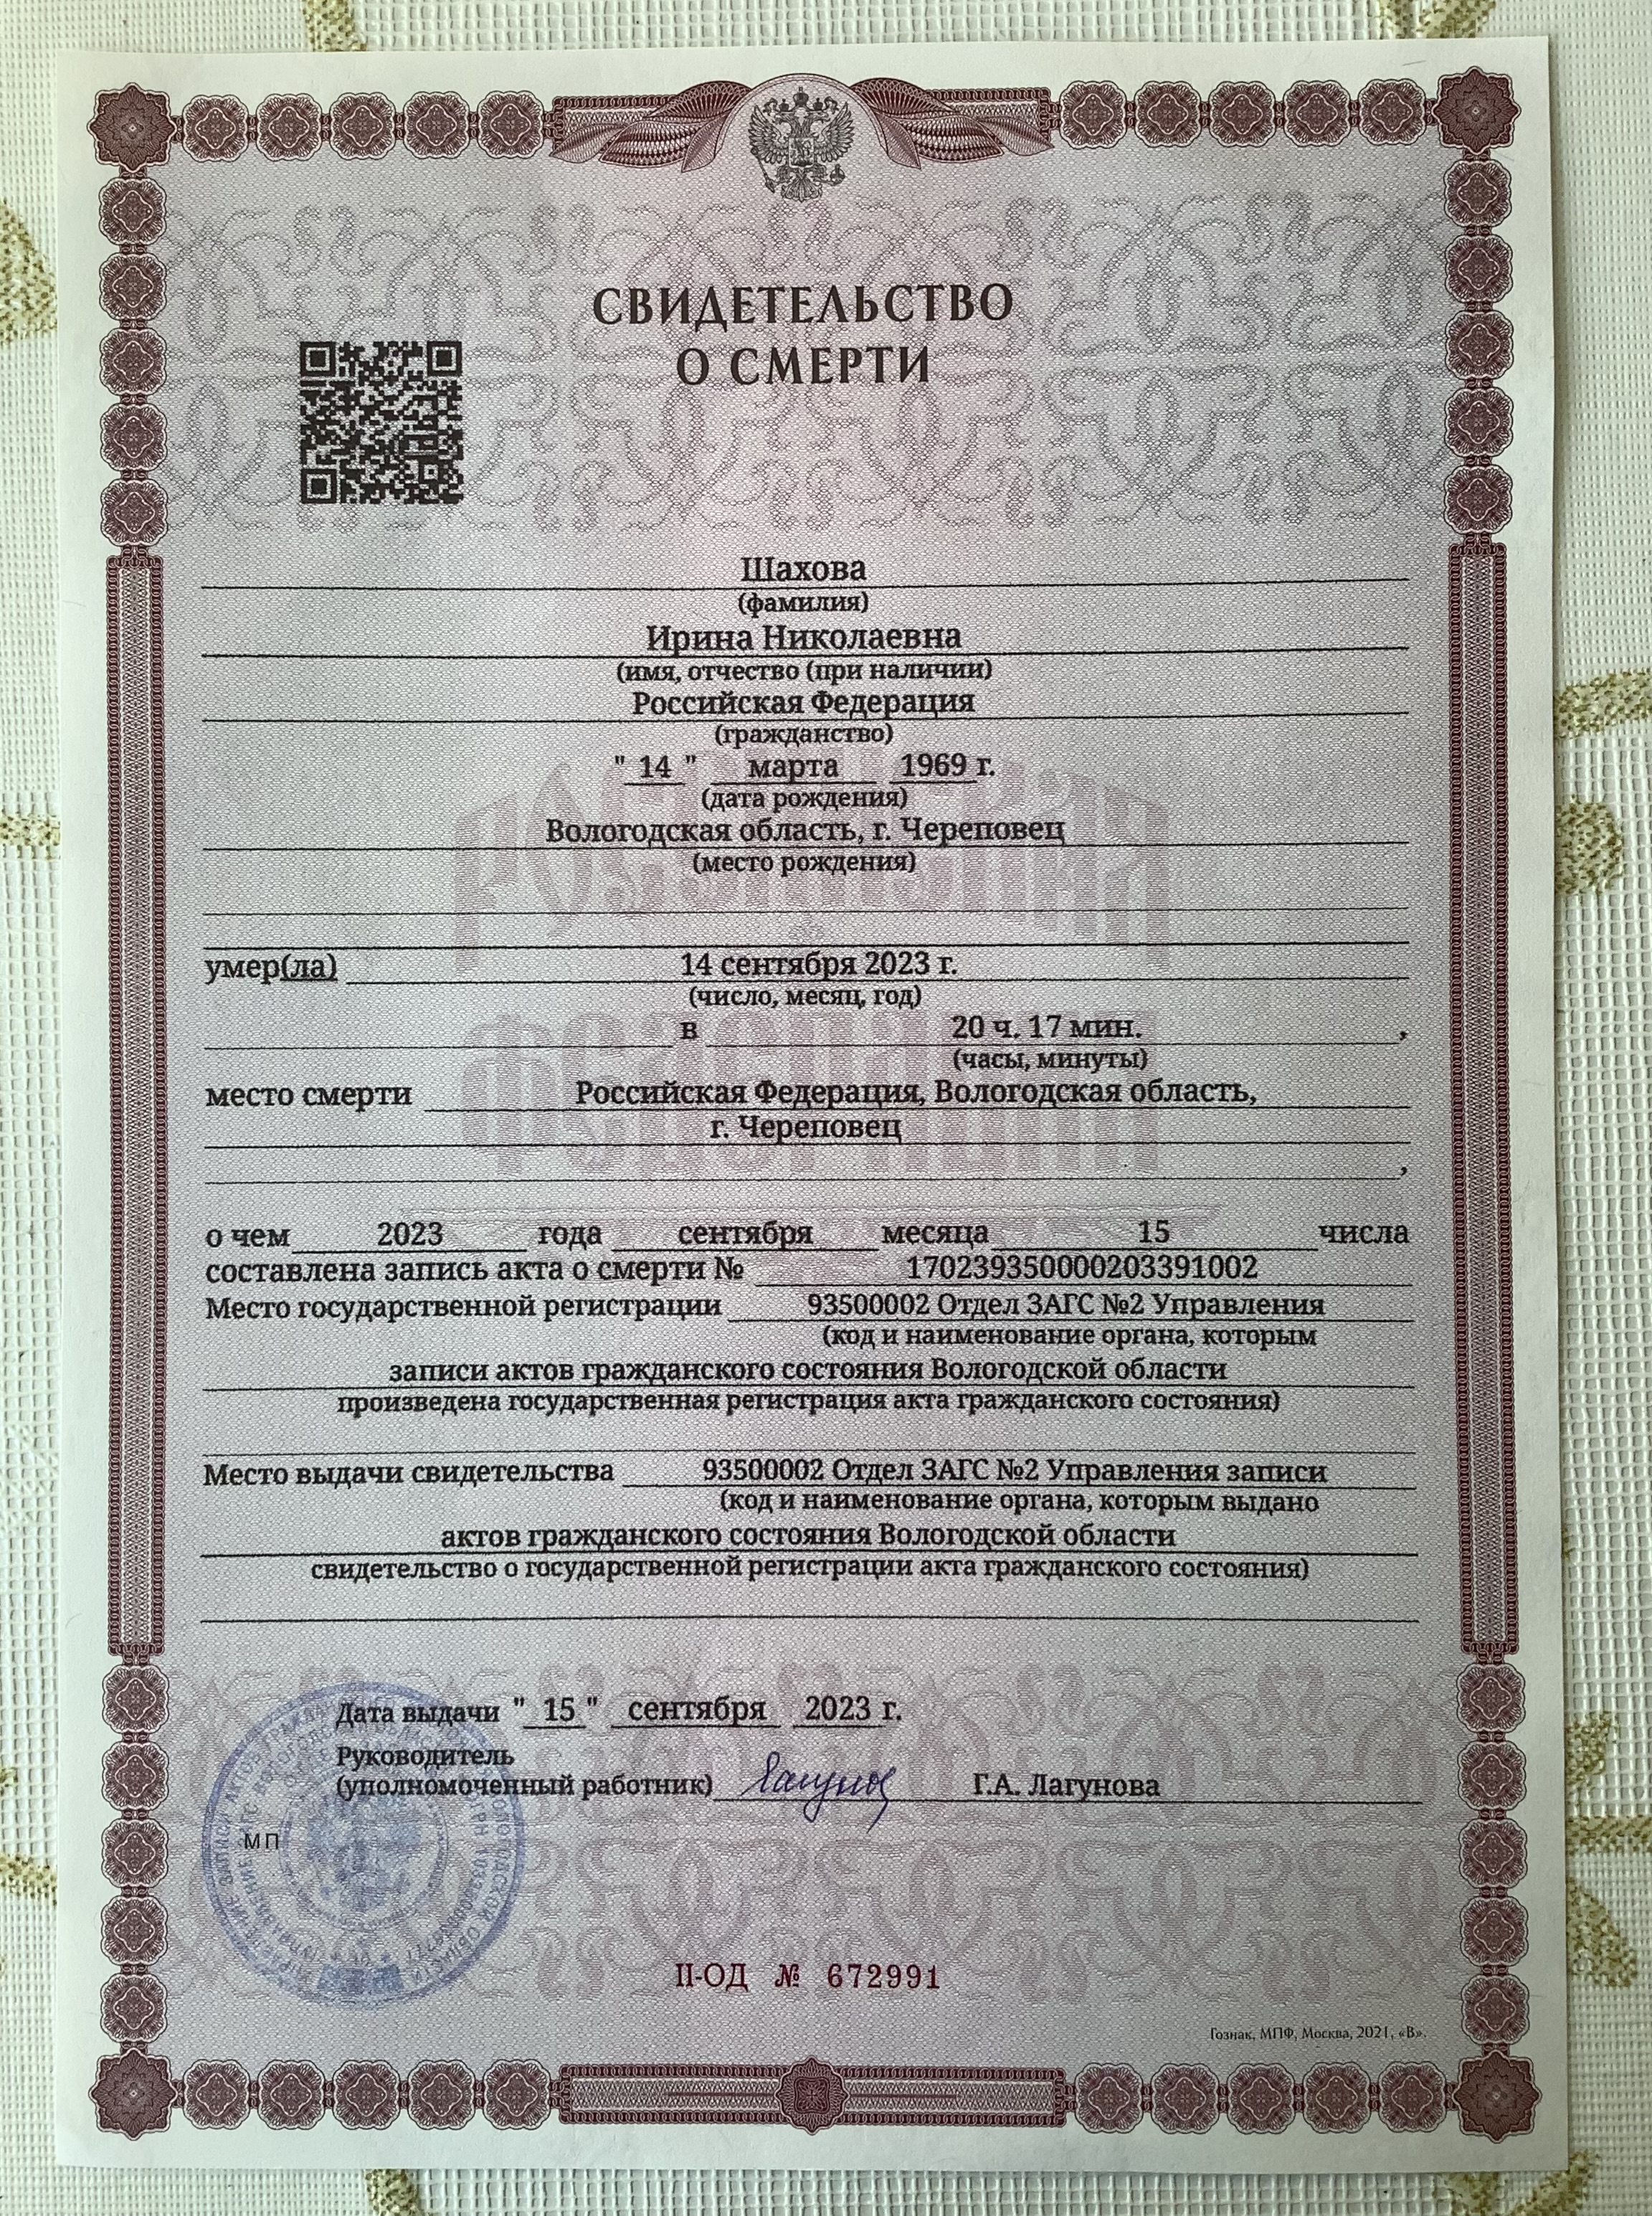 СВИДЕТЕЛЬСТВО
О СМЕРТИ
Шахова
(фамилия)
Ирина Николаевна
(имя, отчество (при наличии)
Российская Федерация
(гражданство)
" 14 " марта 1969 г.
(дата рождения)
Вологодская область, г. Череповец
(место рождения)
РОССИЙСКАЯ
ФЕДЕРАЦИЯ
умер(ла) 14 сентября 2023 г.
(число, месяц, год)
в 20 ч. 17 мин. ,
(часы, минуты)
место смерти Российская Федерация, Вологодская область,
г. Череповец
,
о чем 2023 года сентября месяца 15 числа
составлена запись акта о смерти № 170239350000203391002
Место государственной регистрации 93500002 Отдел ЗАГС №2 Управления
(код и наименование органа, которым
записи актов гражданского состояния Вологодской области
произведена государственная регистрация акта гражданского состояния)
Место выдачи свидетельства 93500002 Отдел ЗАГС №2 Управления записи
(код и наименование органа, которым выдано
актов гражданского состояния Вологодской области
свидетельство о государственной регистрации акта гражданского состояния)
Дата выдачи " 15 " сентября 2023 г.
Руководитель
(уполномоченный работник) Г.А. Лагунова
МП
II-ОД № 672991
Гознак, МПФ, Москва, 2021, «В».